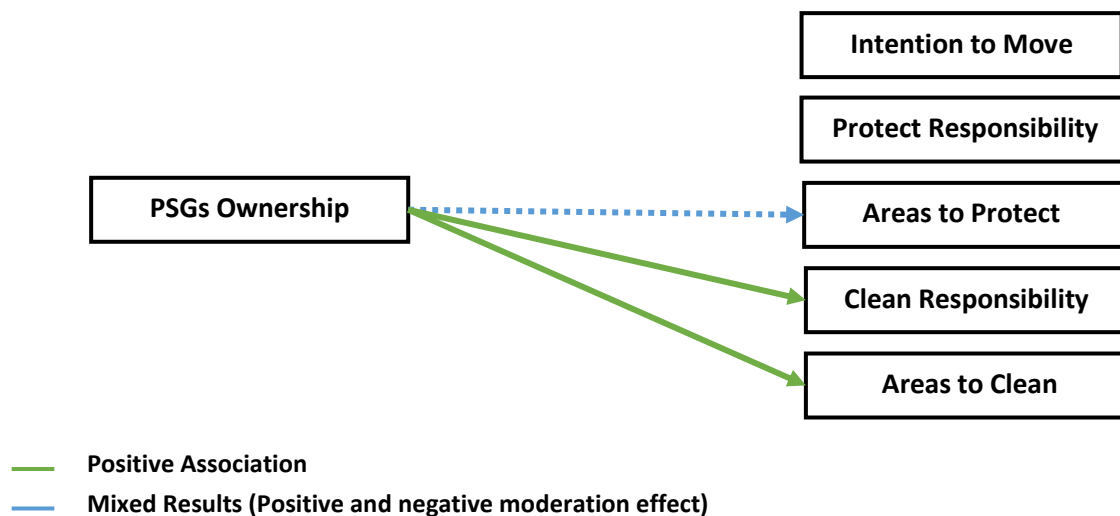 Intention to Move
Protect Responsibility
PSGs Ownership
Areas to Protect
Clean Responsibility
Areas to Clean
Positive Association
Mixed Results (Positive and negative moderation effect)